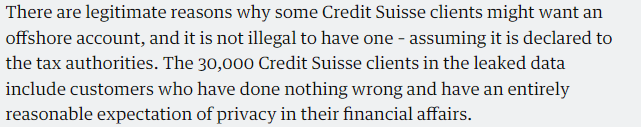 There are legitimate reasons why some Credit Suisse clients might want an
offshore account, and it is not illegal to have one - assuming it is declared to
the tax authorities. The 30,000 Credit Suisse clients in the leaked data
include customers who have done nothing wrong and have an entirely
reasonable expectation of privacy in their financial affairs.